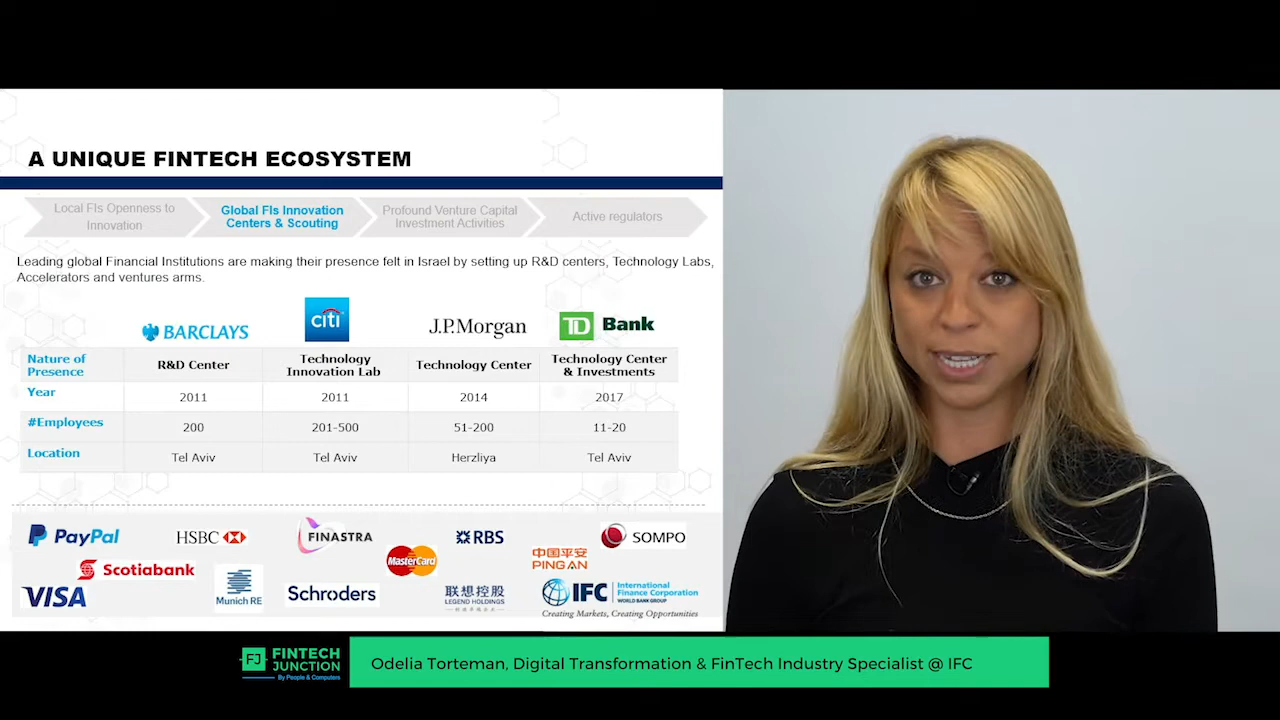 A UNIQUE FINTECH ECOSYSTEM
Local FIs Openness to
Innovation
Global FIs Innovation
Centers & Scouting
Profound Venture Capital
Investment Activities
Active regulators
Leading global Financial Institutions are making their presence felt in Israel by setting up R&D centers, Technology Labs,
Accelerators and ventures arms.
BARCLAYS
citi
J.P.Morgan
TD Bank
Nature of
Presence
R&D Center
Technology
Innovation Lab
Technology Center
Technology Center
& Investments
Year
2011
2011
2014
2017
#Employees
200
201-500
51-200
11-20
Location
Tel Aviv
Tel Aviv
Herzliya
Tel Aviv
PayPal
HSBC
FINASTRA
RBS
SOMPO
MasterCard
中国平安
PING AN
Scotiabank
VISA
Munich RE
Schroders
联想控股
LEGEND HOLDINGS
IFC
International
Finance Corporation
WORLD BANK GROUP
Creating Markets, Creating Opportunities
FJ
FINTECH
JUNCTION
By People & Computers
Odelia Torteman, Digital Transformation & FinTech Industry Specialist @ IFC